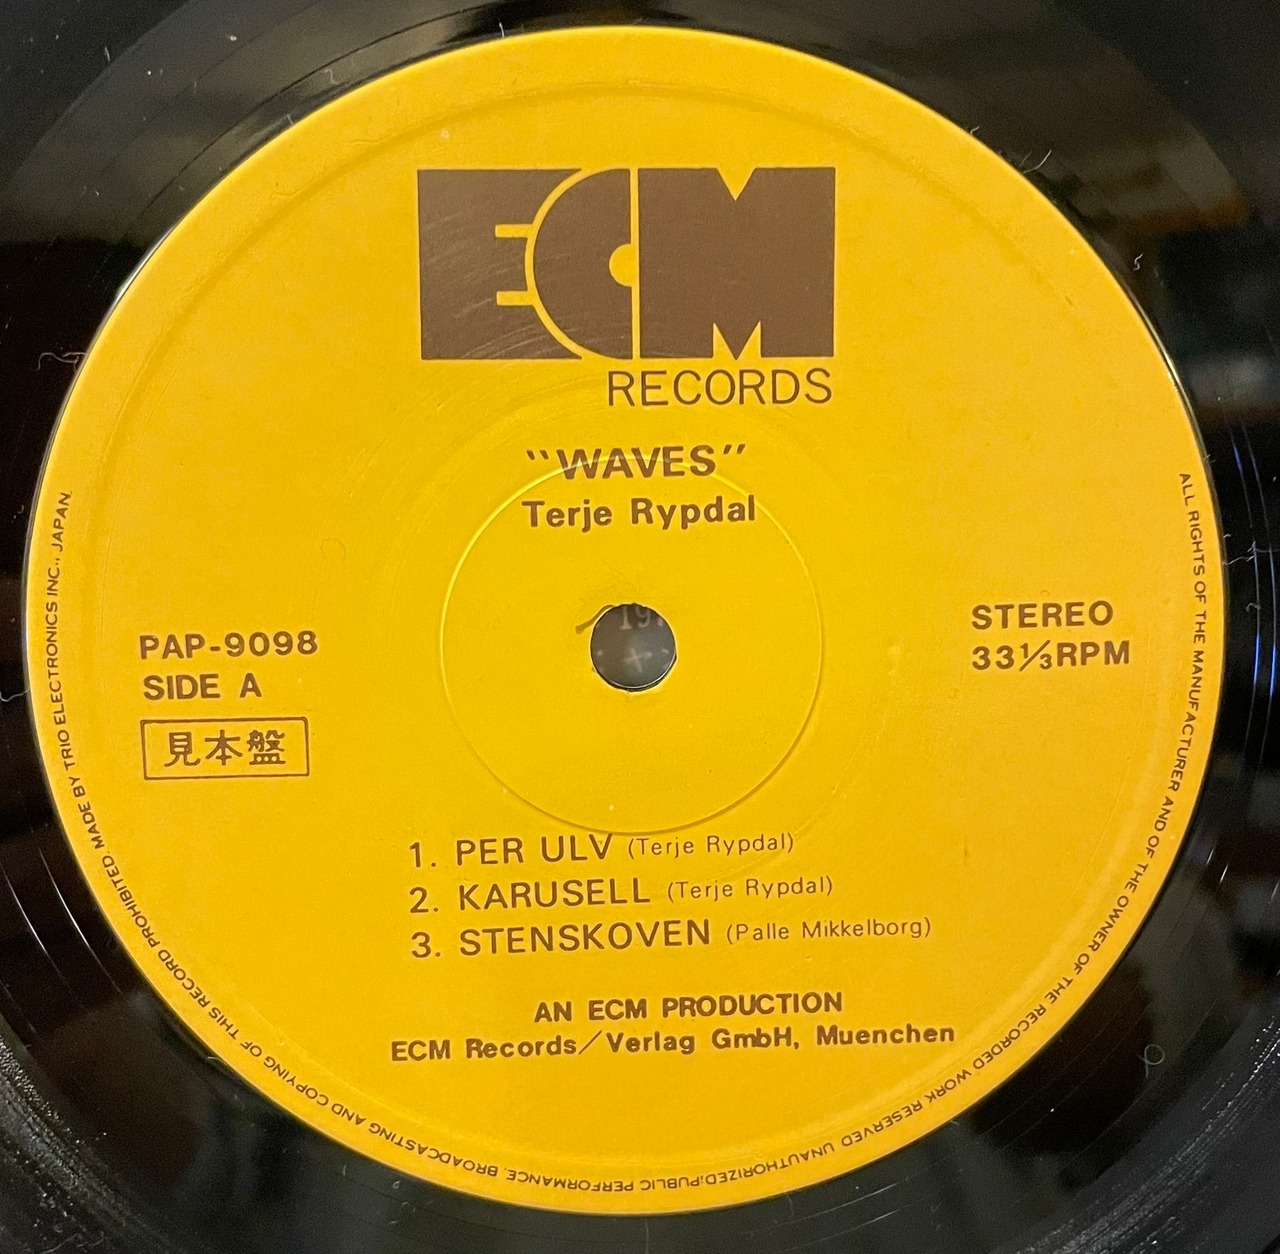 ECM
RECORDS
"WAVES"
Terje Rypdal
PAP-9098
SIDE A
見本盤
STEREO
33⅓RPM
1. PER ULV (Terje Rypdal)
2. KARUSELL (Terje Rypdal)
3. STENSKOVEN (Palle Mikkelborg)
AN ECM PRODUCTION
ECM Records/Verlag GmbH, Muenchen
ALL RIGHTS OF THE MANUFACTURER AND OF THE OWNER OF THE RECORDED WORK RESERVED UNAUTHORIZED,PUBLIC PERFORMANCE, BROADCASTING AND COPYING OF THIS RECORD PROHIBITED. MADE BY TRIO ELECTRONICS INC., JAPAN